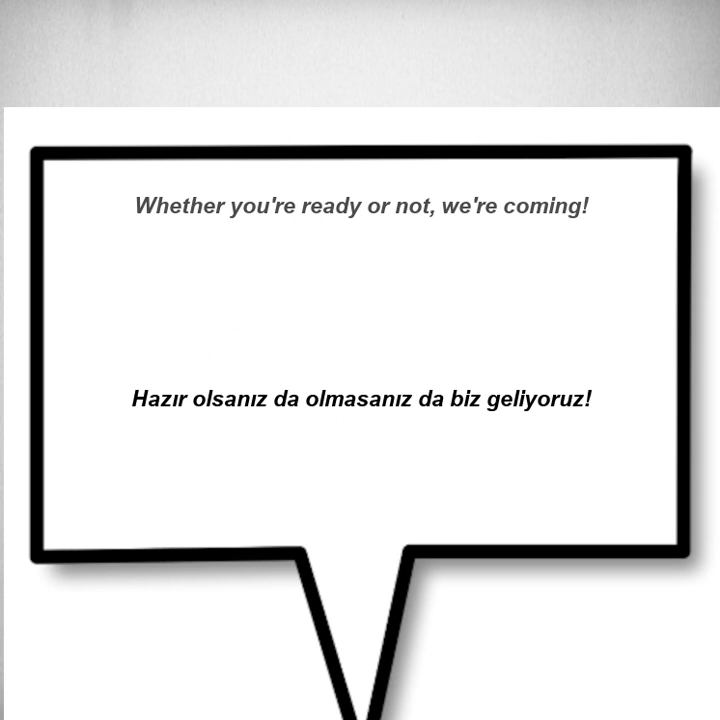 Whether you're ready or not, we're coming!
Hazır olsanız da olmasanız da biz geliyoruz!